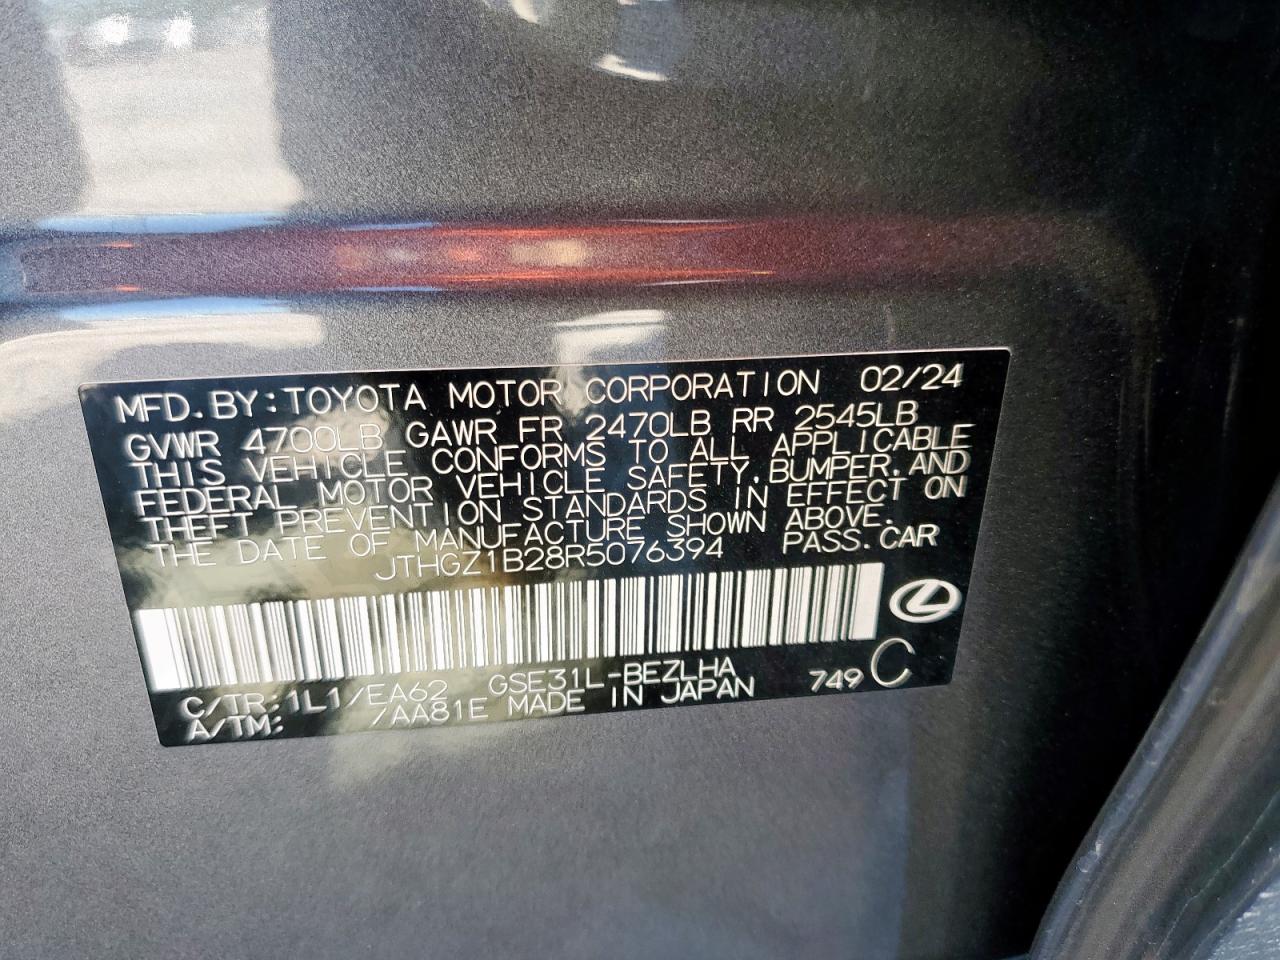 MFD. BY: TOYOTA MOTOR CORPORATION 02/24
GVWR 4700LB GAWR FR 2470LB RR 2545LB
THIS VEHICLE CONFORMS TO ALL APPLICABLE
FEDERAL MOTOR VEHICLE SAFETY, BUMPER, AND
THEFT PREVENTION STANDARDS IN EFFECT ON
THE DATE OF MANUFACTURE SHOWN ABOVE.
JTHGZ1B28R5076394 PASS. CAR
C/TR: 1L1/EA62 GSE31L-BEZLHA
A/TM: /AA81E MADE IN JAPAN 749 C